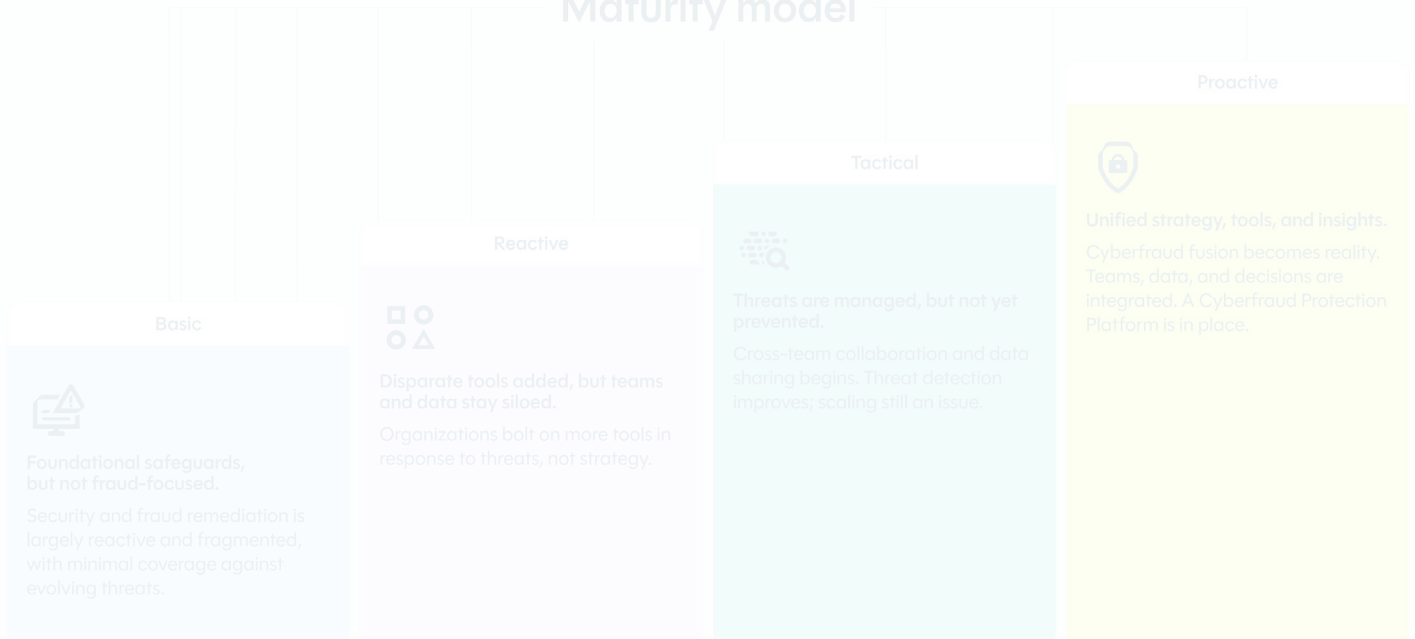 Maturity model
Basic
Foundational safeguards,
but not fraud-focused.
Security and fraud remediation is
largely reactive and fragmented,
with minimal coverage against
evolving threats.
Reactive
Disparate tools added, but teams
and data stay siloed.
Organizations bolt on more tools in
response to threats, not strategy.
Tactical
Threats are managed, but not yet
prevented.
Cross-team collaboration and data
sharing begins. Threat detection
improves; scaling still an issue.
Proactive
Unified strategy, tools, and insights.
Cyberfraud fusion becomes reality.
Teams, data, and decisions are
integrated. A Cyberfraud Protection
Platform is in place.